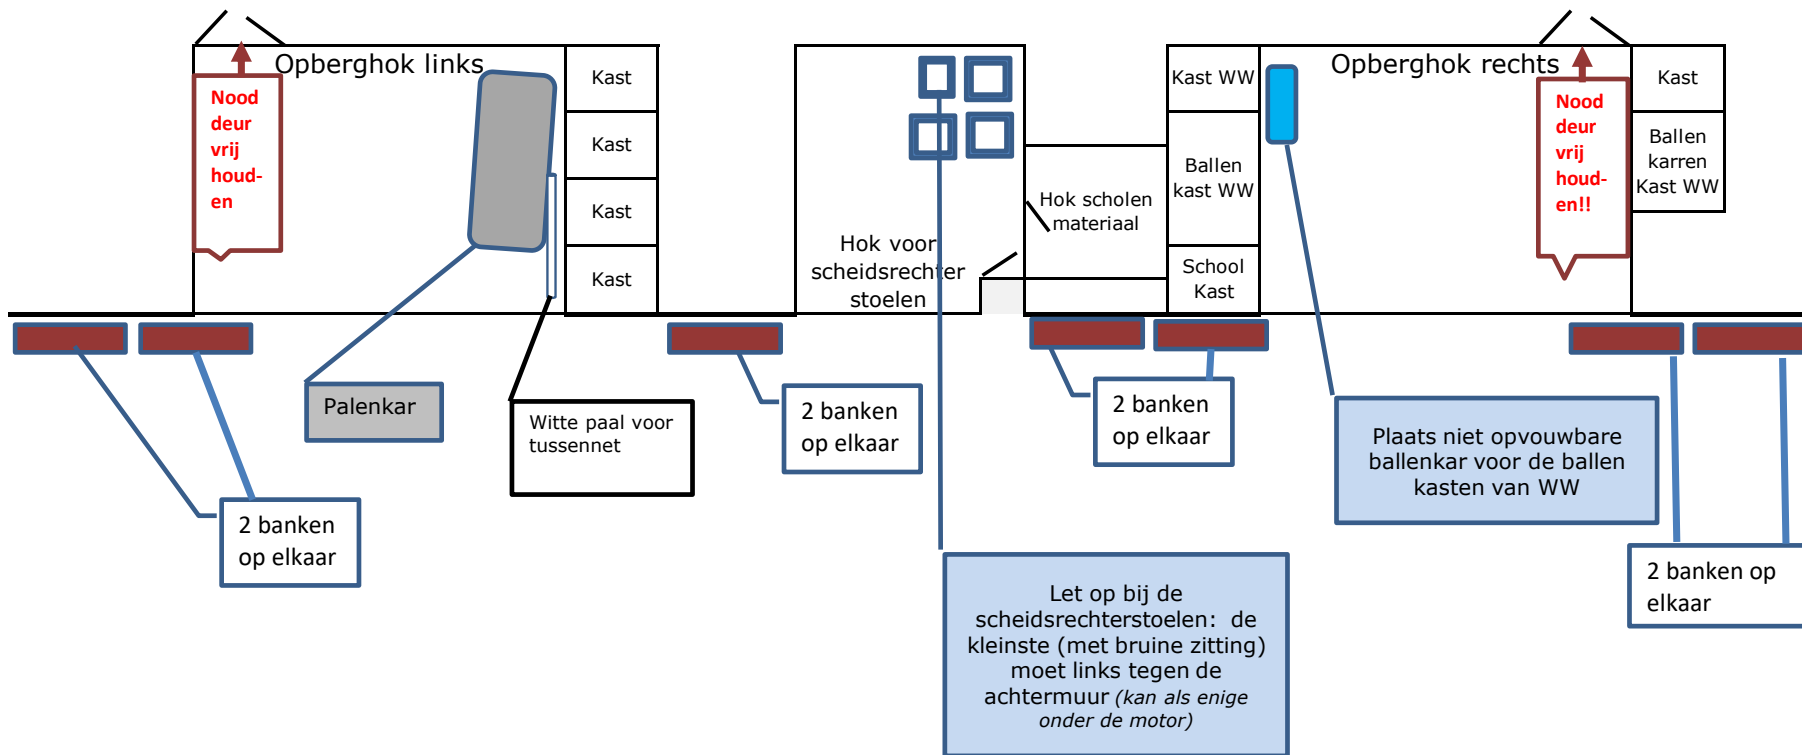 Opberghok links
Nood
deur
vrij
houd-
en
Kast
Kast
Kast
Kast
Hok voor
scheidsrechter
stoelen
Hok scholen
materiaal
Kast WW
Ballen
kast WW
School
Kast
Opberghok rechts
Nood
deur
vrij
houd-
en!!
Kast
Ballen
karren
Kast WW
Palenkar
Witte paal voor
tussennet
2 banken
op elkaar
2 banken
op elkaar
2 banken
op elkaar
Plaats niet opvouwbare
ballenkar voor de ballen
kasten van WW
2 banken op
elkaar
Let op bij de
scheidsrechterstoelen: de
kleinste (met bruine zitting)
moet links tegen de
achtermuur (kan als enige
onder de motor)